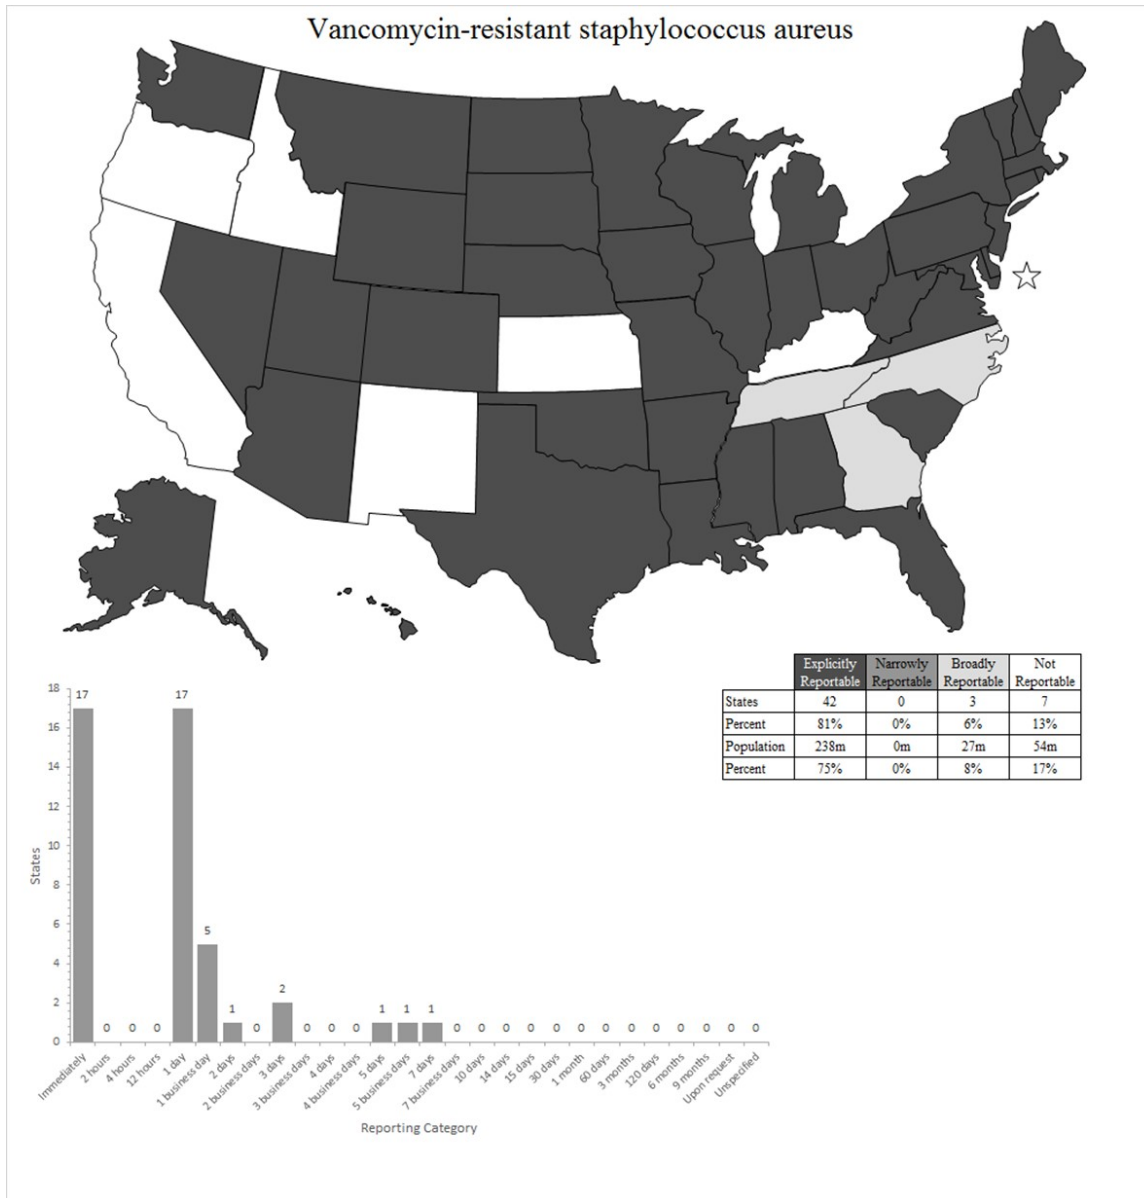 Vancomycin-resistant staphylococcus aureus
Explicitly Reportable Narrowly Reportable Broadly Reportable Not Reportable
States 42 0 3 7
Percent 81% 0% 6% 13%
Population 238m 0m 27m 54m
Percent 75% 0% 8% 17%
18
16
14
12
10
8
6
4
2
0
States
17 0 0 0 17 5 1 0 2 0 0 0 1 1 1 0 0 0 0 0 0 0 0 0 0 0 0 0
Immediately
2 hours
4 hours
12 hours
1 day
1 business day
2 days
2 business days
3 days
3 business days
4 days
4 business days
5 days
5 business days
7 days
7 business days
10 days
14 days
15 days
30 days
1 month
60 days
3 months
120 days
6 months
9 months
Upon request
Unspecified
Reporting Category